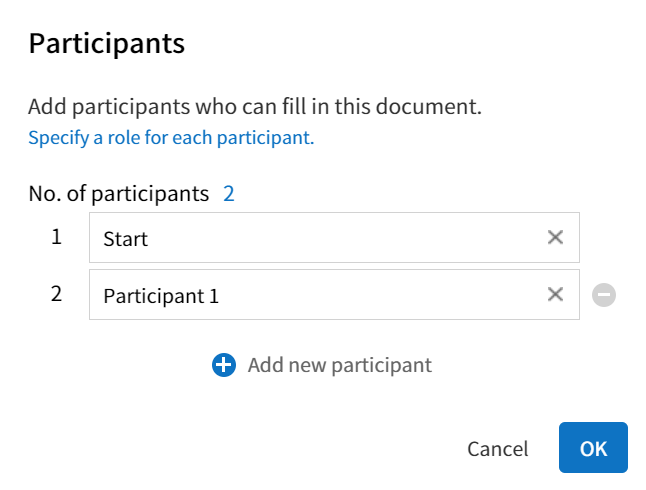 Participants
Add participants who can fill in this document.
Specify a role for each participant.
No. of participants 2
1 Start
2 Participant 1
Add new participant
Cancel OK